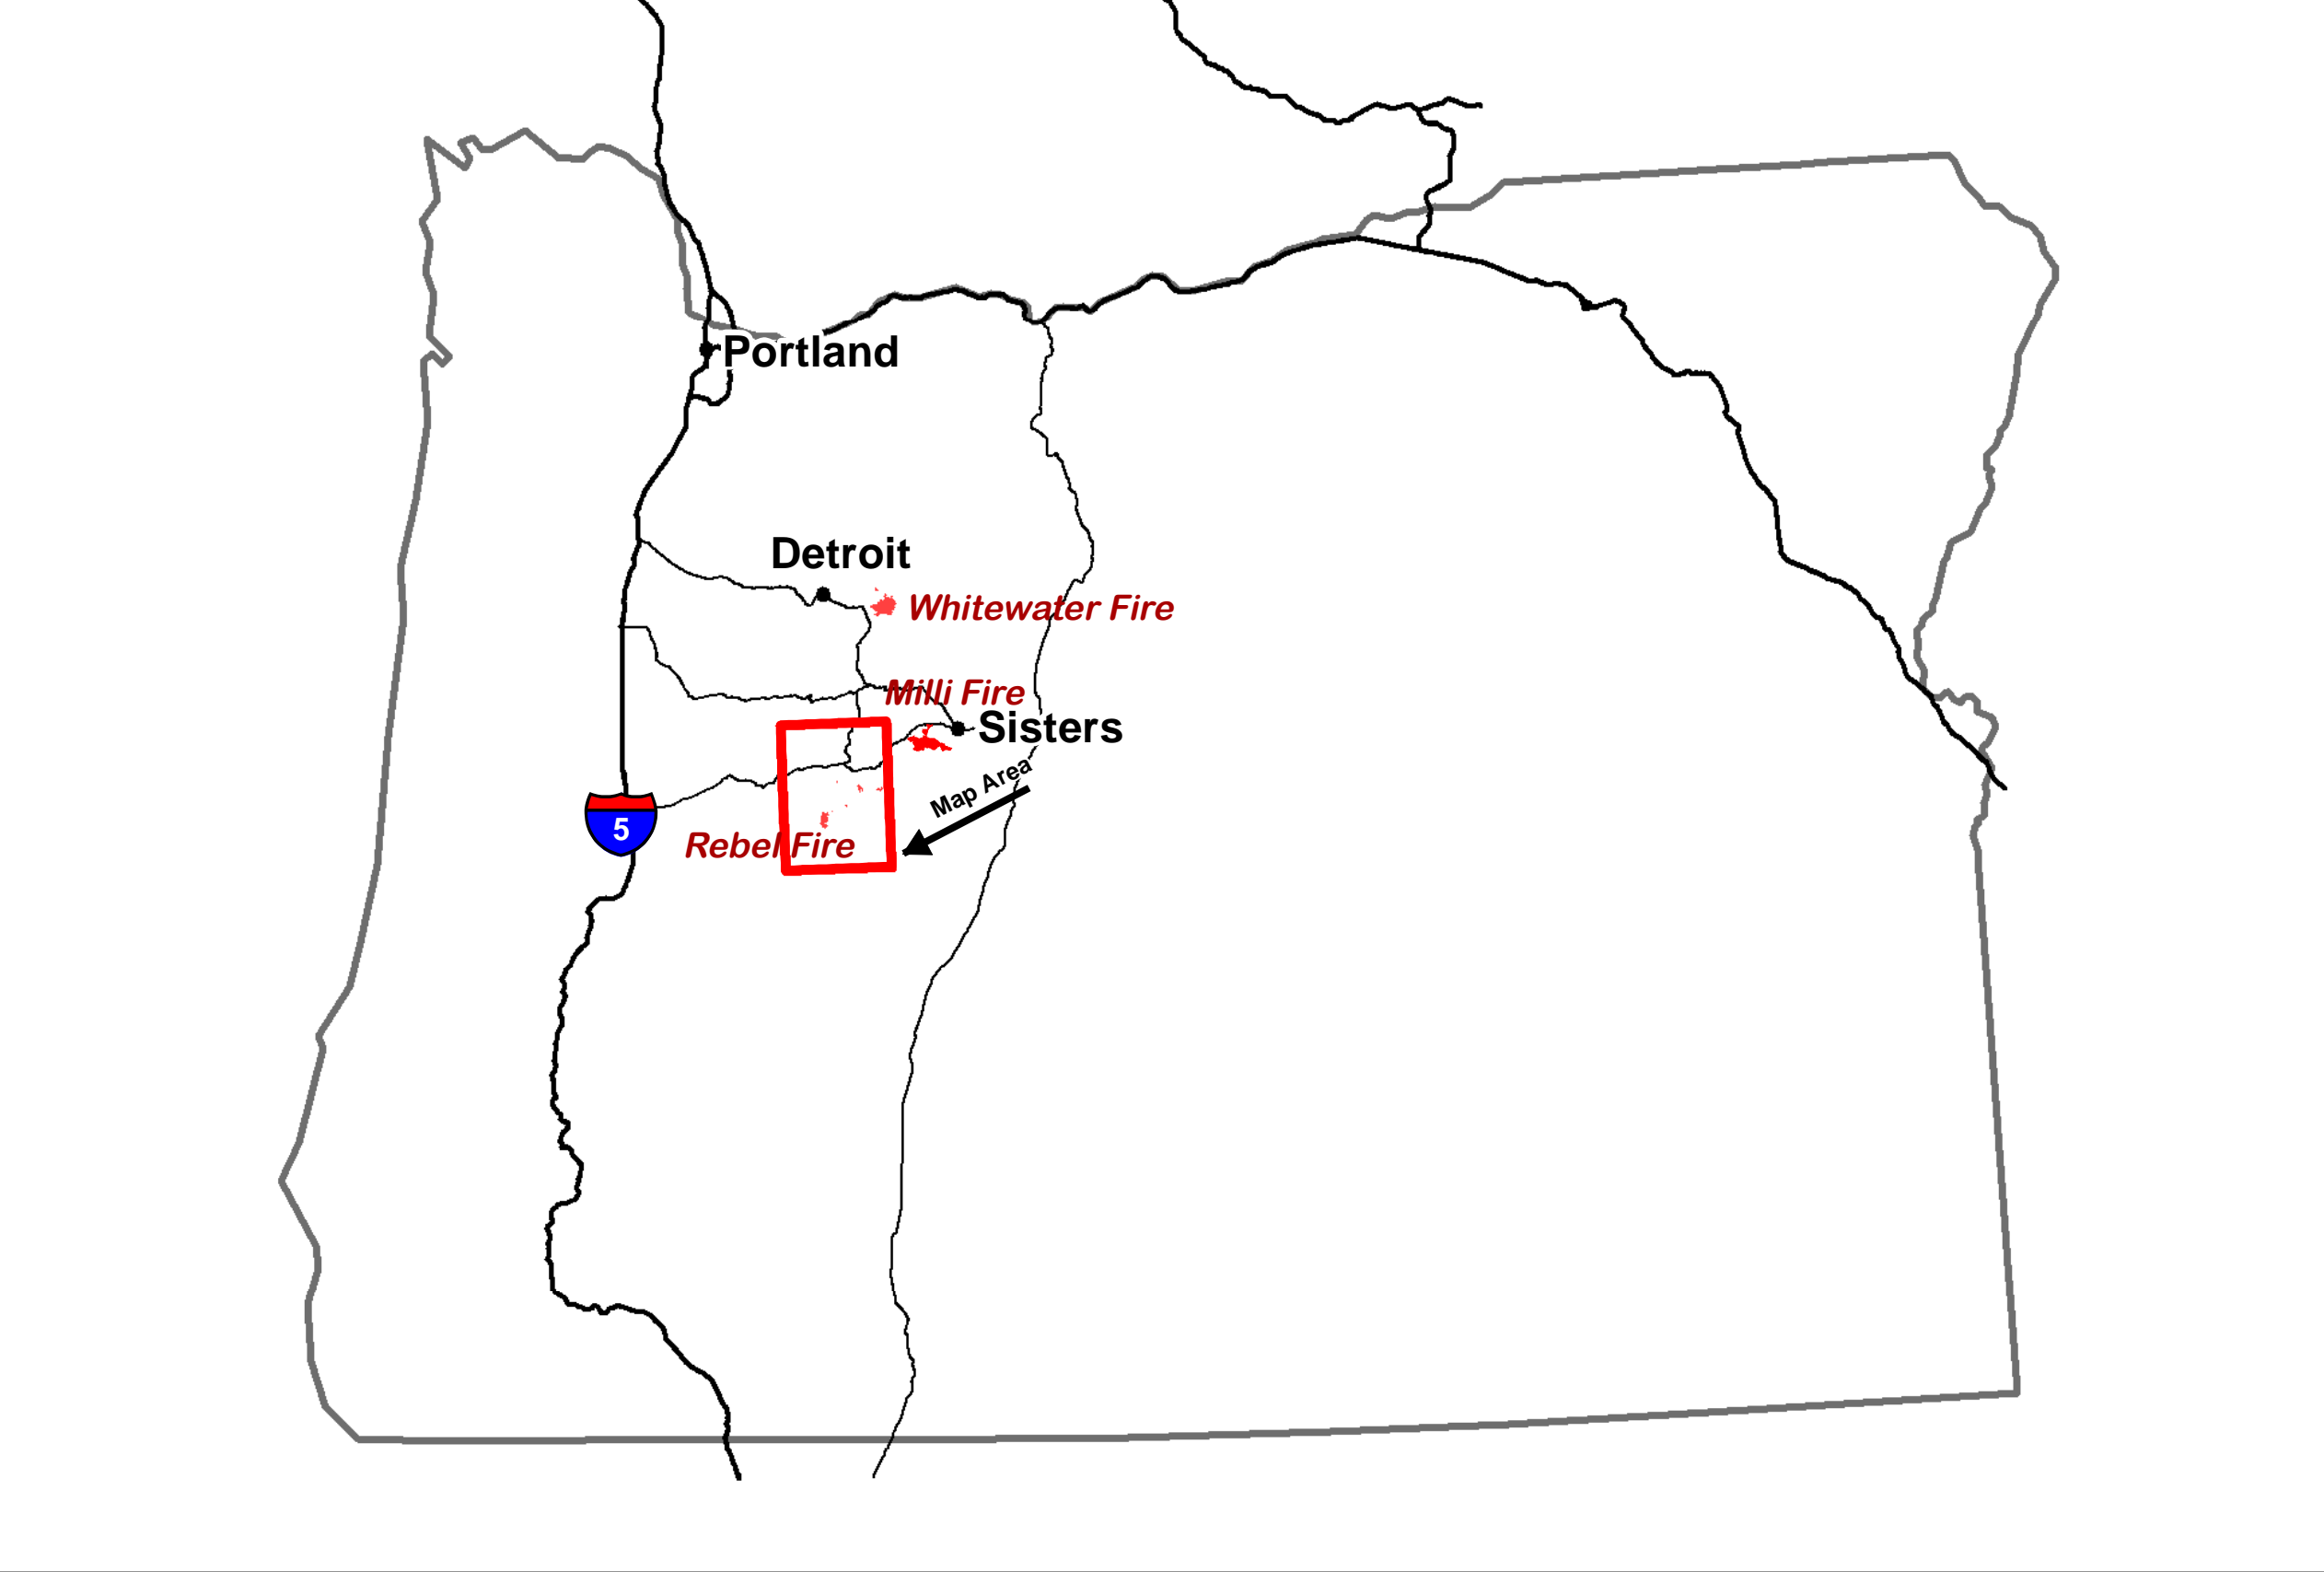 Portland
Detroit
Whitewater Fire
Milli Fire
Sisters
Map Area
5
Rebel Fire